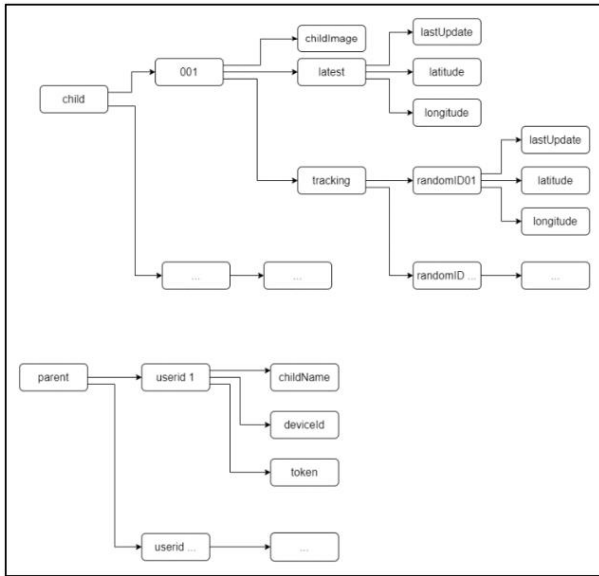 childImage
lastUpdate
001
latest
latitude
child
longitude
lastUpdate
tracking
randomID01
latitude
longitude
...
...
randomID ...
...
parent
userid 1
childName
deviceId
token
userid ...
...